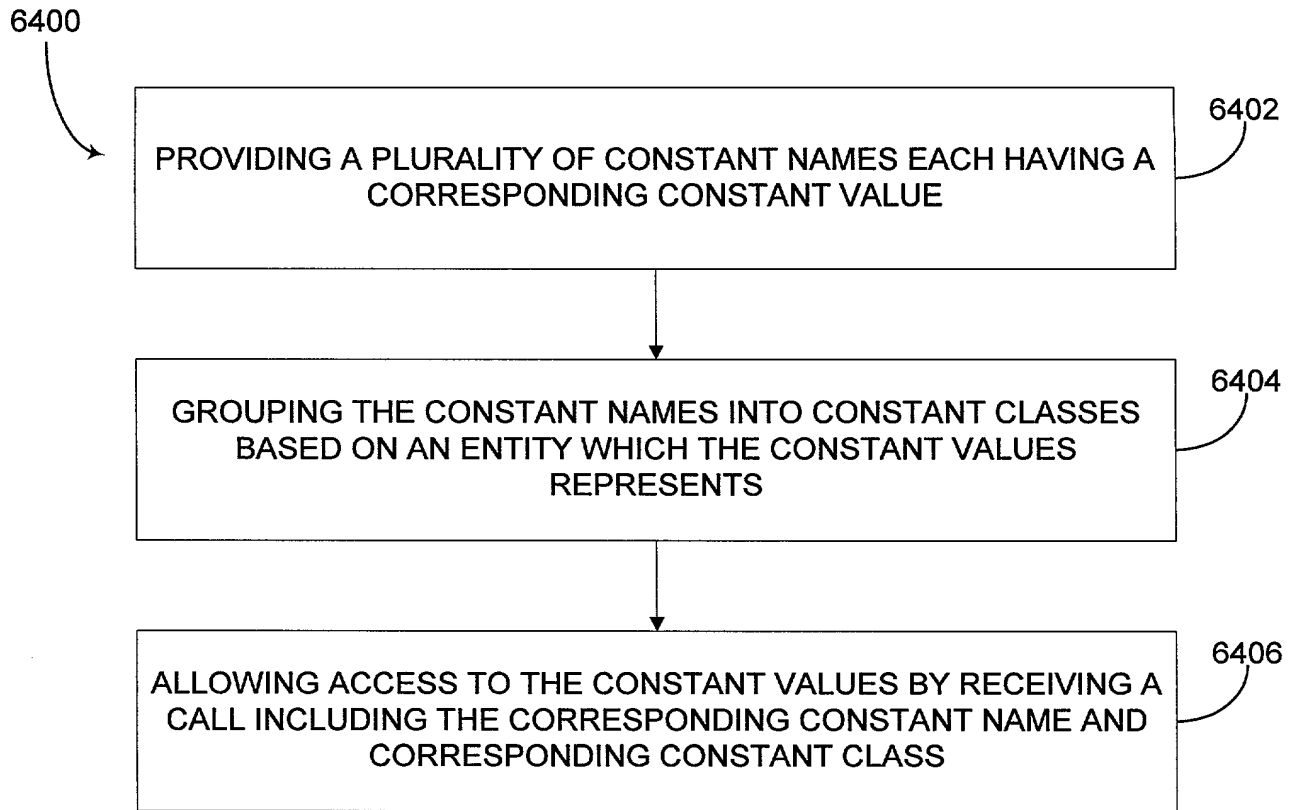 6400
6402
PROVIDING A PLURALITY OF CONSTANT NAMES EACH HAVING A
CORRESPONDING CONSTANT VALUE
6404
GROUPING THE CONSTANT NAMES INTO CONSTANT CLASSES
BASED ON AN ENTITY WHICH THE CONSTANT VALUES
REPRESENTS
6406
ALLOWING ACCESS TO THE CONSTANT VALUES BY RECEIVING A
CALL INCLUDING THE CORRESPONDING CONSTANT NAME AND
CORRESPONDING CONSTANT CLASS